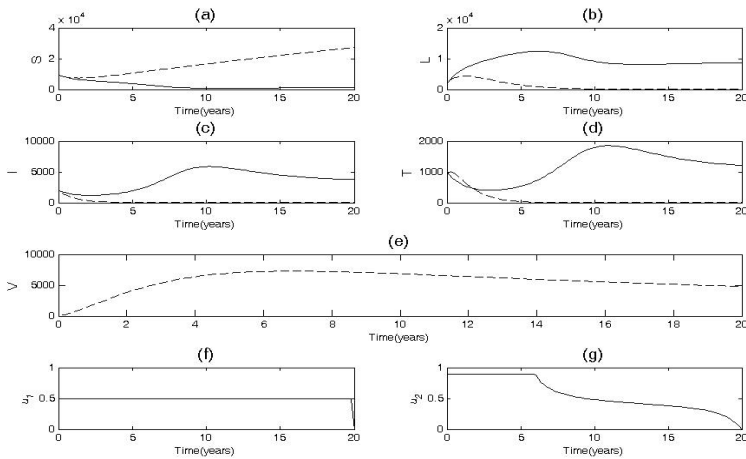 (a) (b)
x 10^4 x 10^4
4 2
S 2 L 1
0 0
0 5 10 15 20 0 5 10 15 20
Time(years) Time(years)
(c) (d)
10000 2000
I 5000 T 1000
0 0
0 5 10 15 20 0 5 10 15 20
Time(years) Time(years)
(e)
10000
V 5000
0
0 2 4 6 8 10 12 14 16 18 20
Time(years)
(f) (g)
1 1
u1 0.5 u2 0.5
0 0
0 5 10 15 20 0 5 10 15 20
Time(years) Time(years)